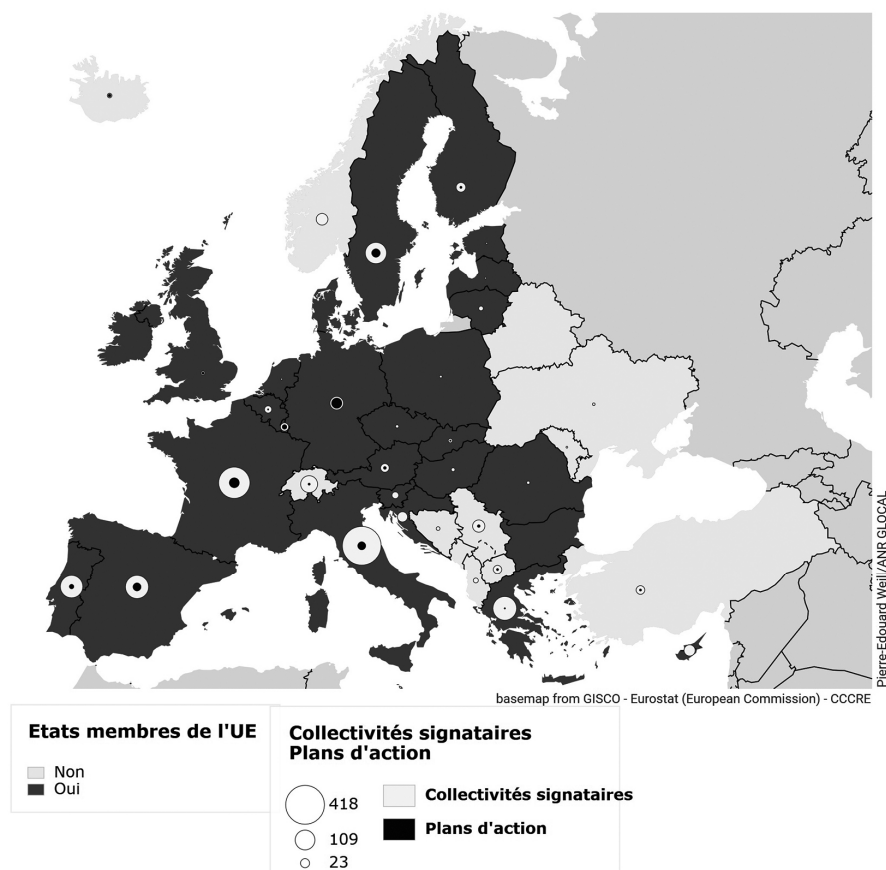 Pierre-Edouard Weil/ANR GLOCAL
basemap from GISCO - Eurostat (European Commission) - CCCRE
Etats membres de l'UE
Non
Oui
Collectivités signataires
Plans d'action
418
109
23
Collectivités signataires
Plans d'action